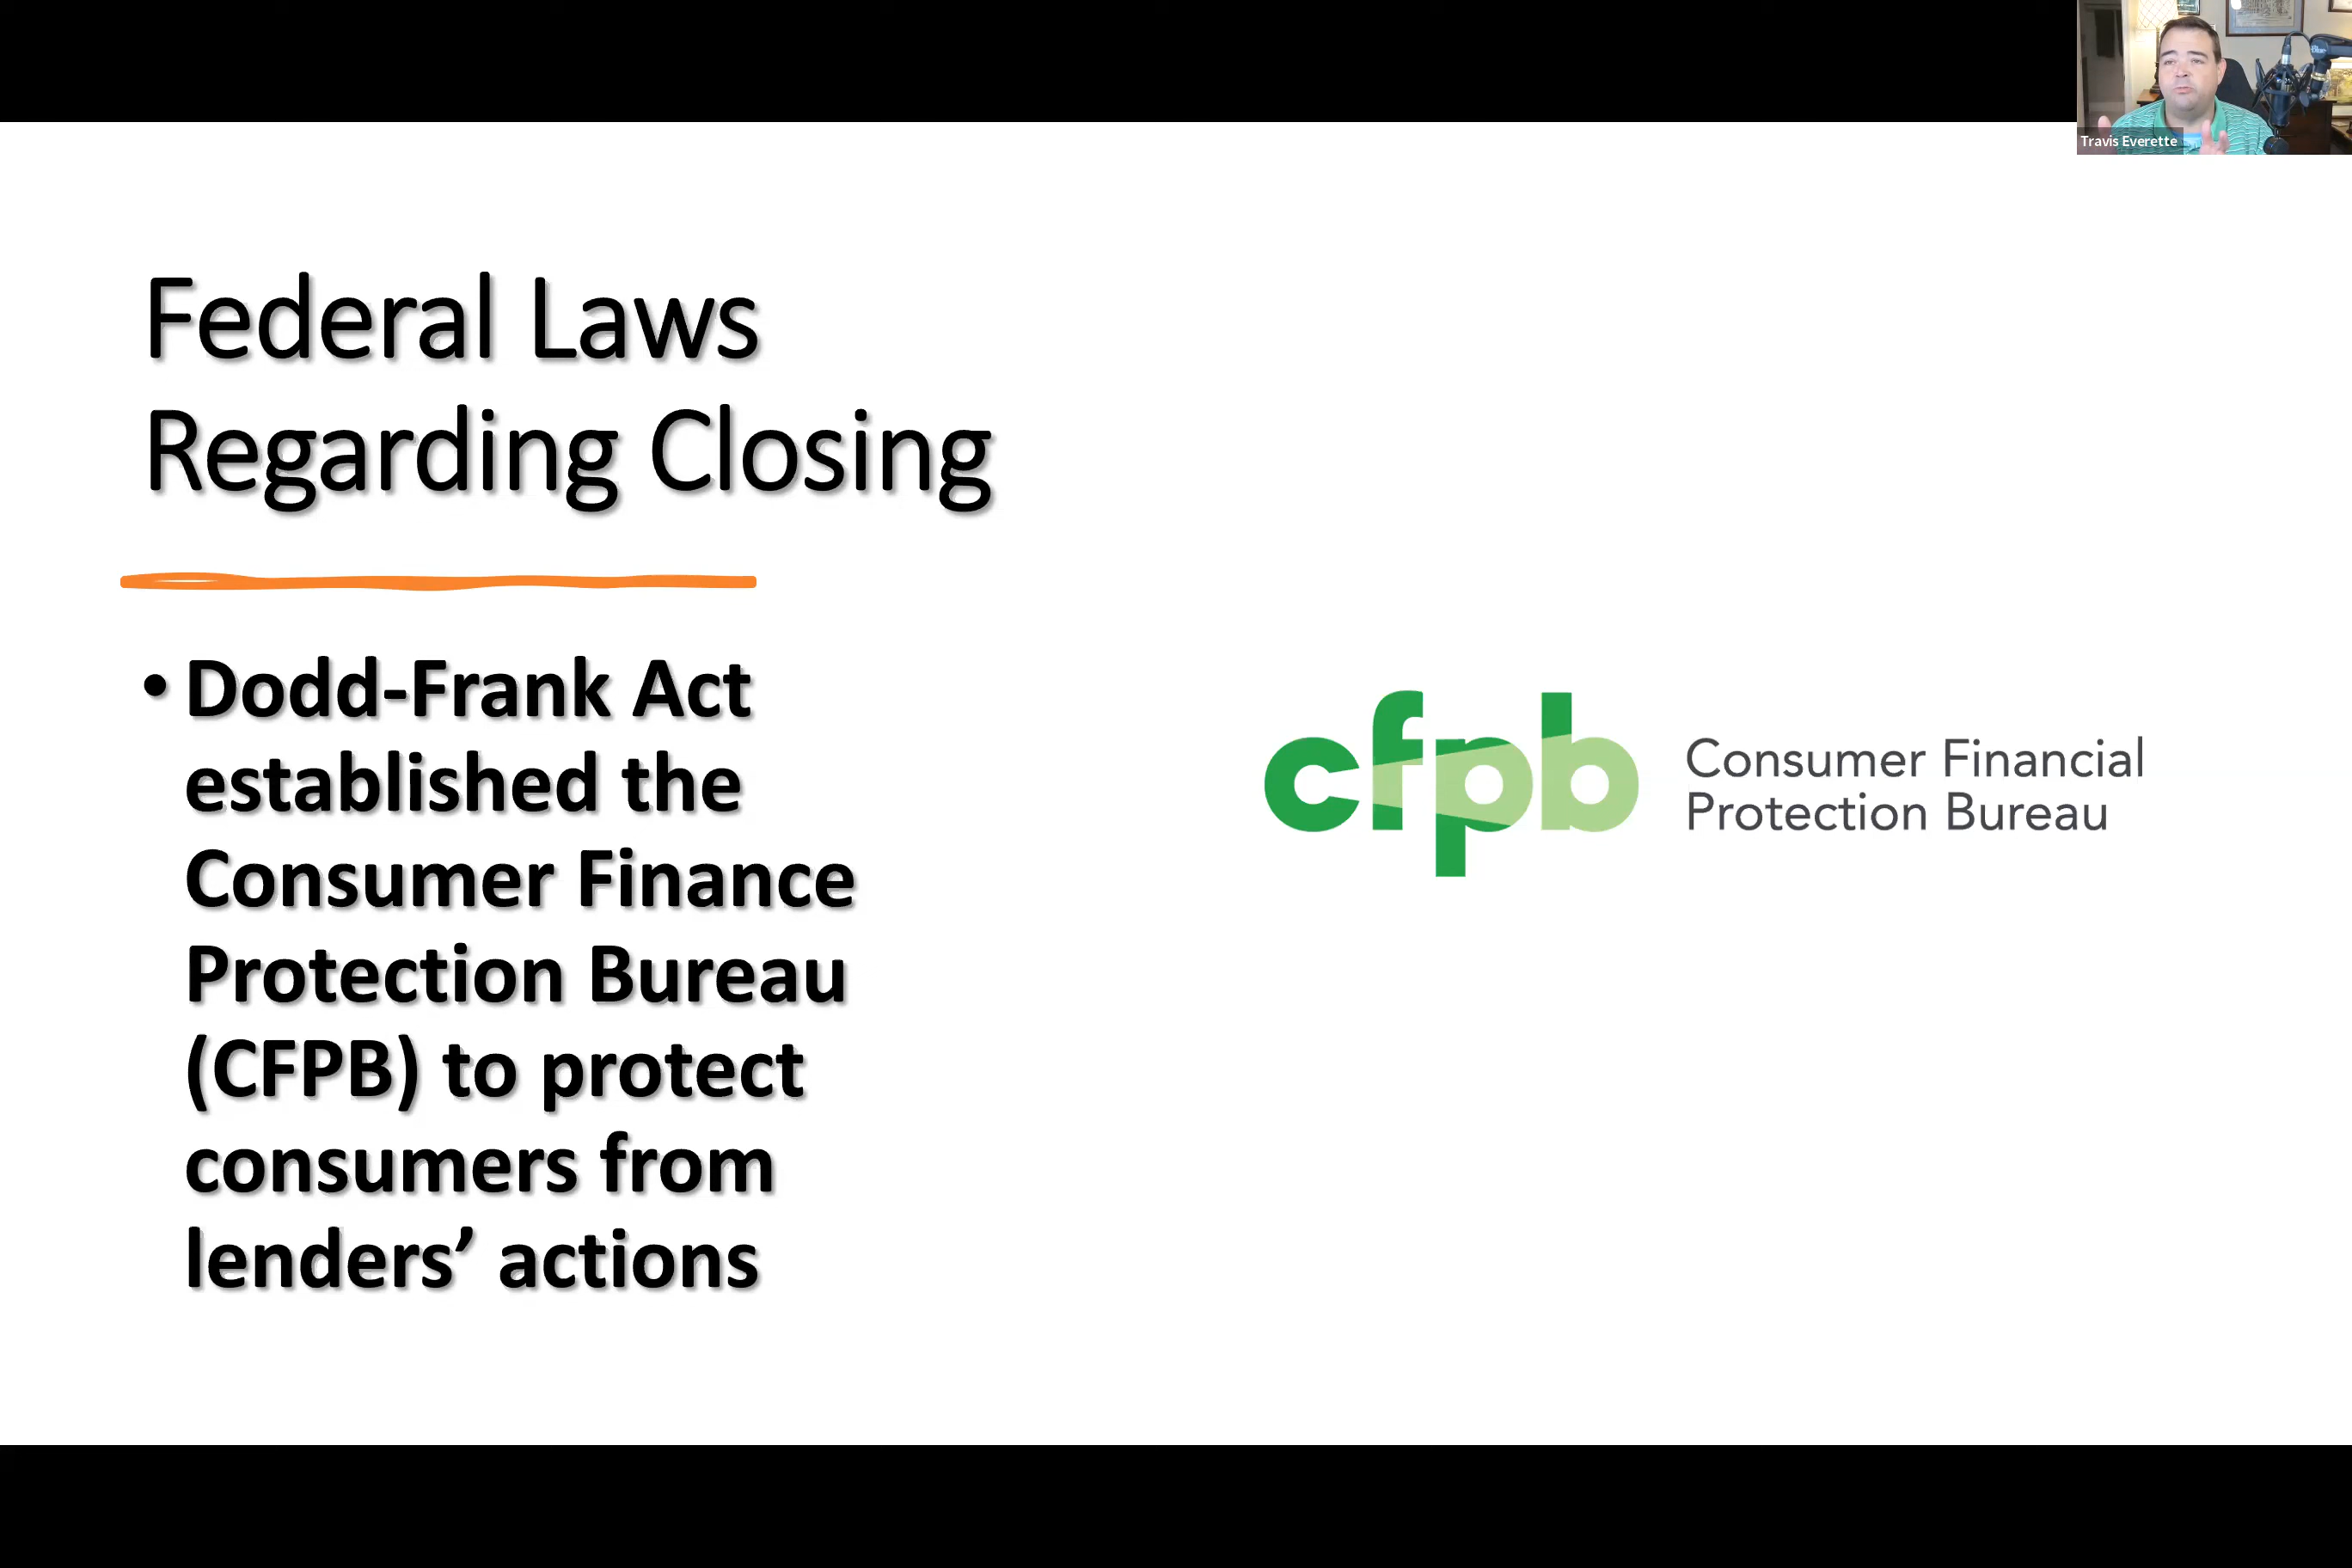 Travis Everette
Federal Laws
Regarding Closing
• Dodd-Frank Act
established the
Consumer Finance
Protection Bureau
(CFPB) to protect
consumers from
lenders’ actions
cfpb
Consumer Financial
Protection Bureau